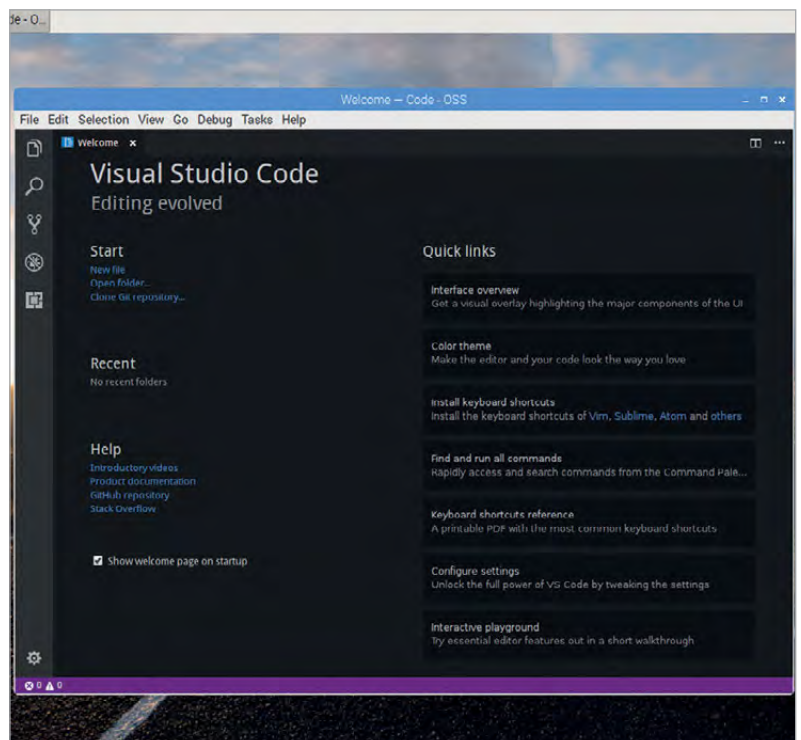 de - O...
Welcome — Code - OSS
File Edit Selection View Go Debug Tasks Help
Welcome
Visual Studio Code
Editing evolved
Start
New file
Open folder...
Clone Git repository...
Recent
No recent folders
Help
Introductory videos
Product documentation
GitHub repository
Stack Overflow
Show welcome page on startup
Quick links
Interface overview
Get a visual overlay highlighting the major components of the UI
Color theme
Make the editor and your code look the way you love
Install keyboard shortcuts
Install the keyboard shortcuts of Vim, Sublime, Atom and others
Find and run all commands
Rapidly access and search commands from the Command Pale...
Keyboard shortcuts reference
A printable PDF with the most common keyboard shortcuts
Configure settings
Unlock the full power of VS Code by tweaking the settings
Interactive playground
Try essential editor features out in a short walkthrough
0 0